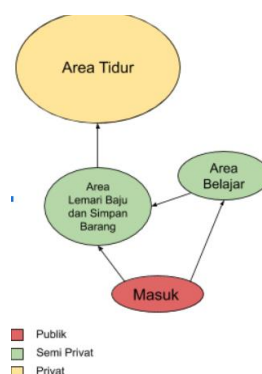 Area Tidur
Area
Lemari Baju
dan Simpan
Barang
Area
Belajar
Masuk
Publik
Semi Privat
Privat